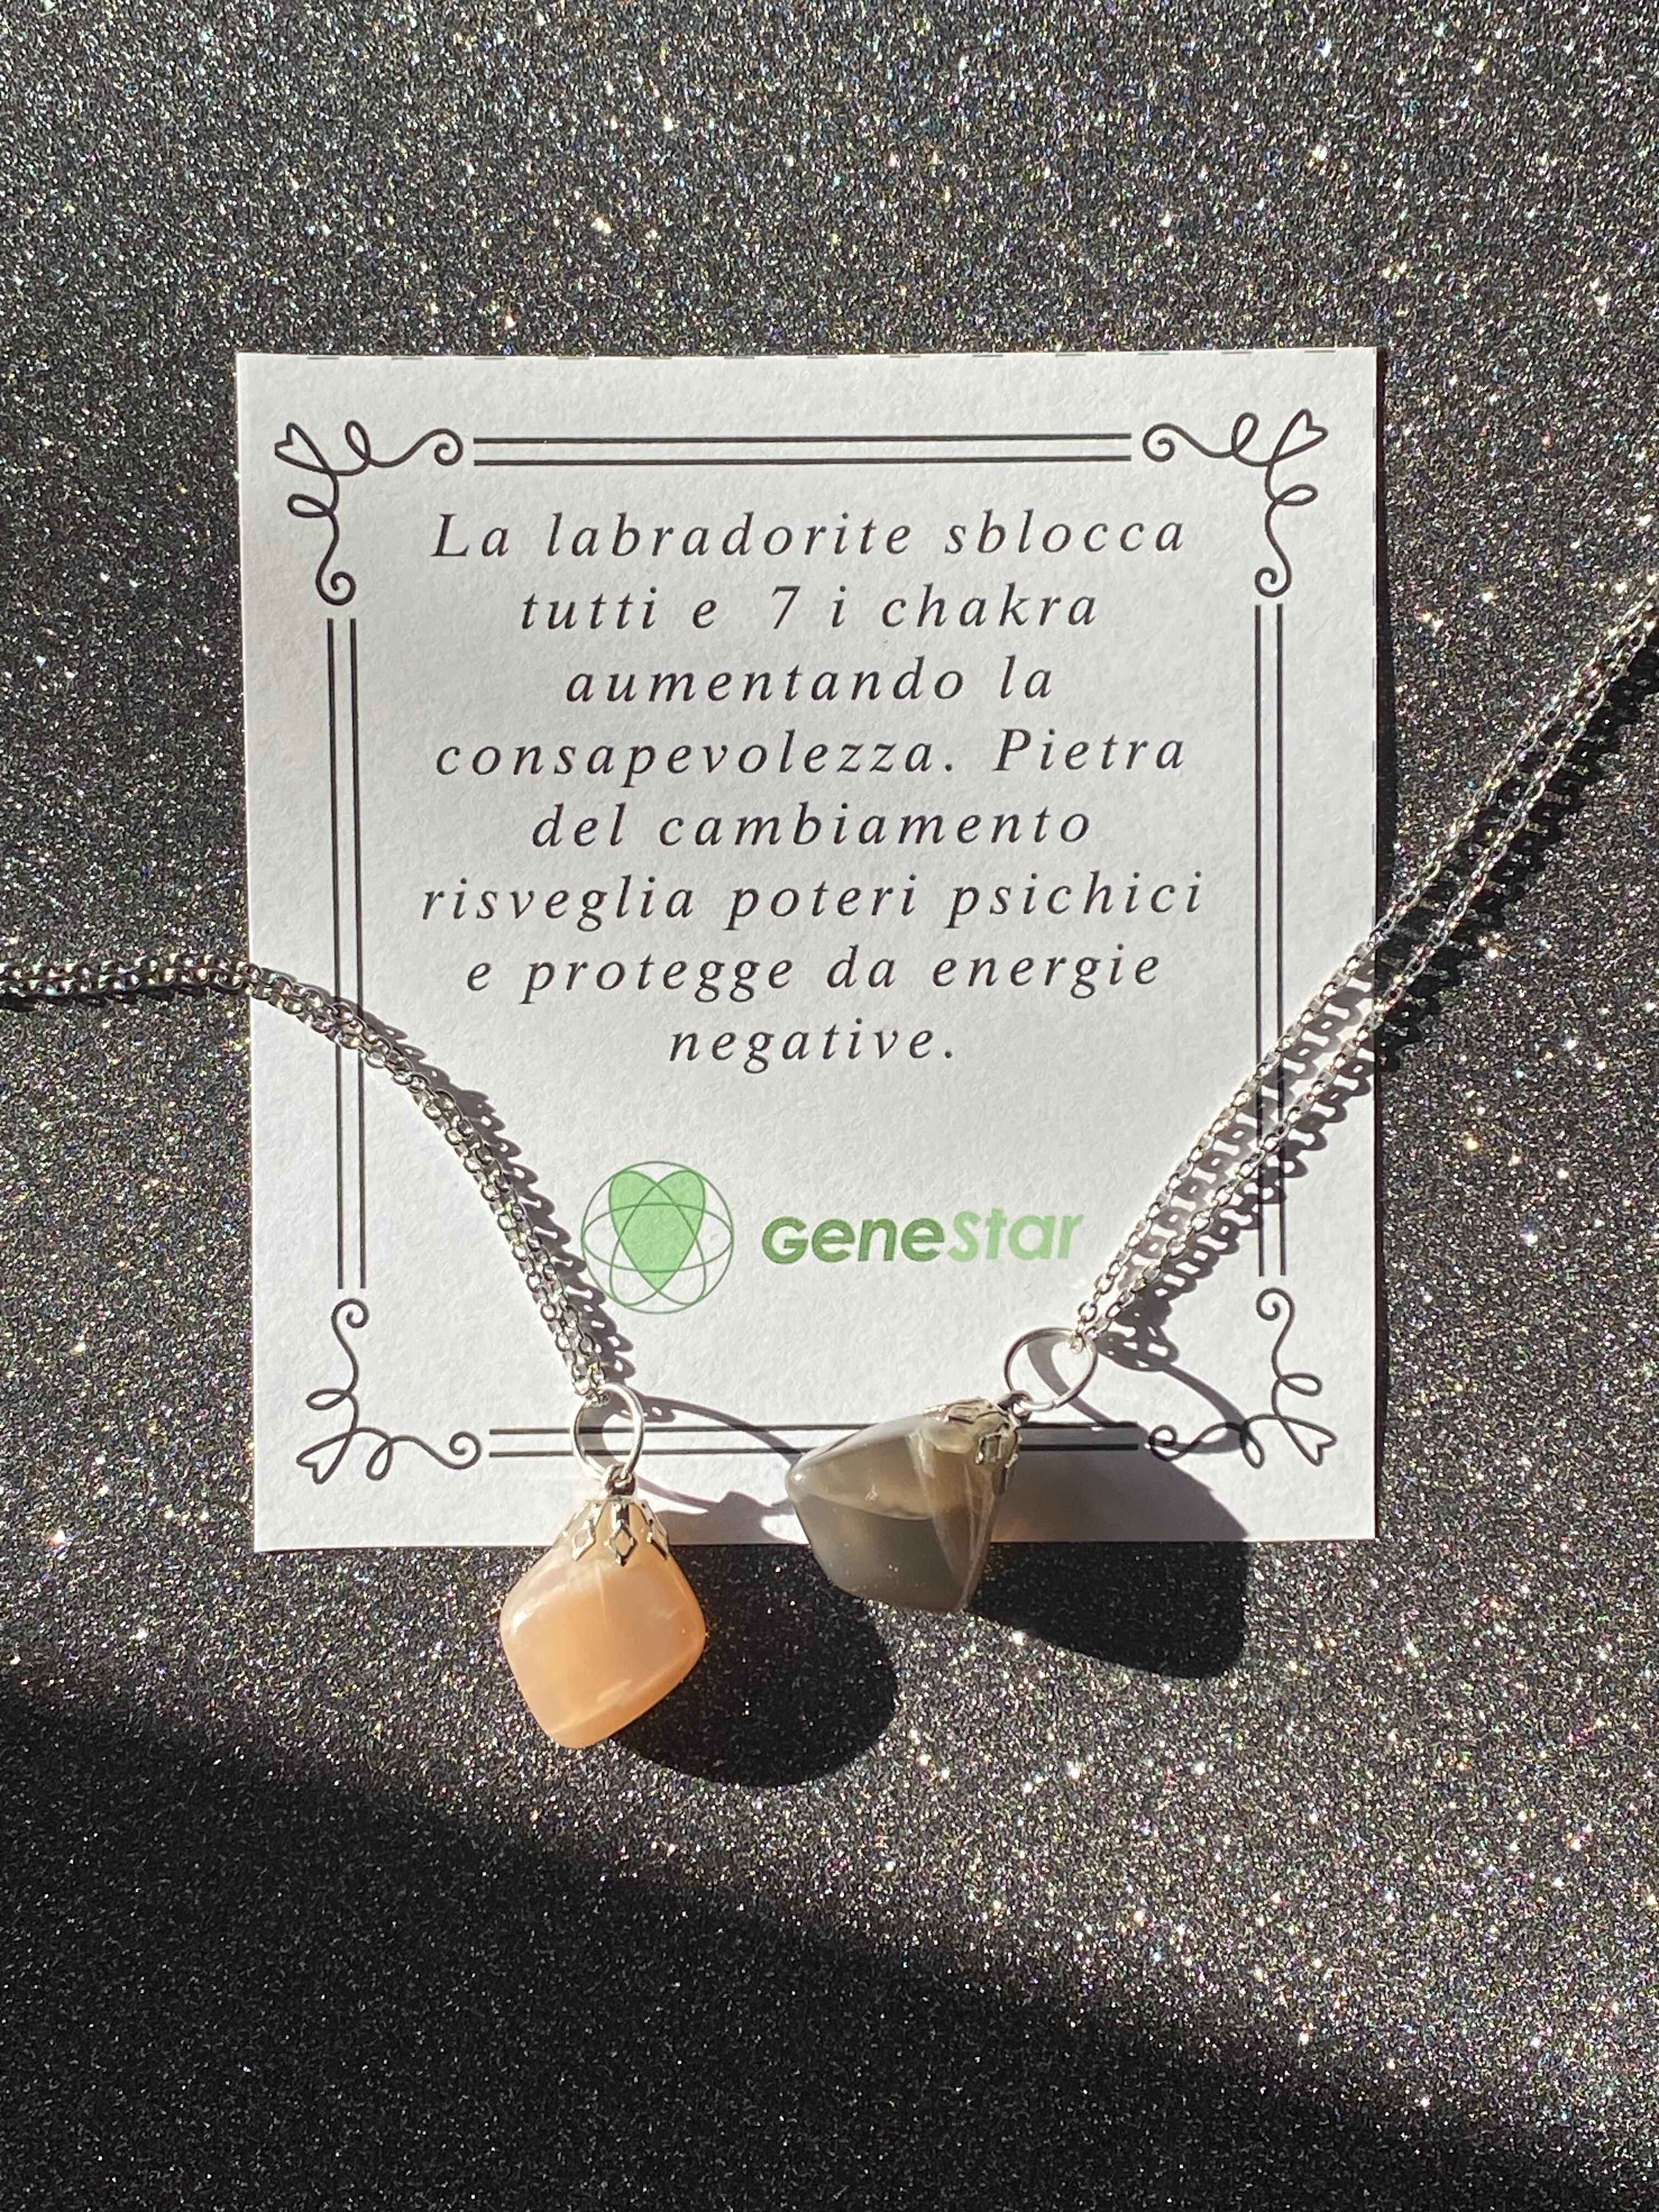 La labradorite sblocca
tutti e 7 i chakra
aumentando la
consapevolezza. Pietra
del cambiamento
risveglia poteri psichici
e protegge da energie
negative.
GeneStar